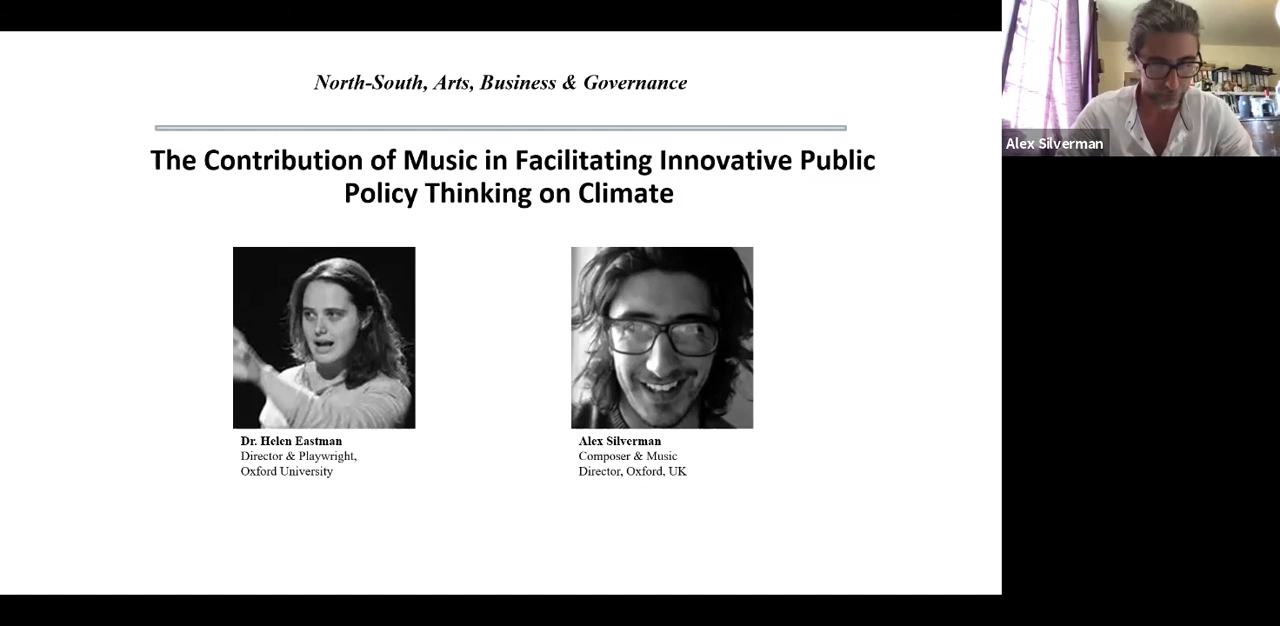 North-South, Arts, Business & Governance
The Contribution of Music in Facilitating Innovative Public
Policy Thinking on Climate
Dr. Helen Eastman
Director & Playwright,
Oxford University
Alex Silverman
Composer & Music
Director, Oxford, UK
Alex Silverman